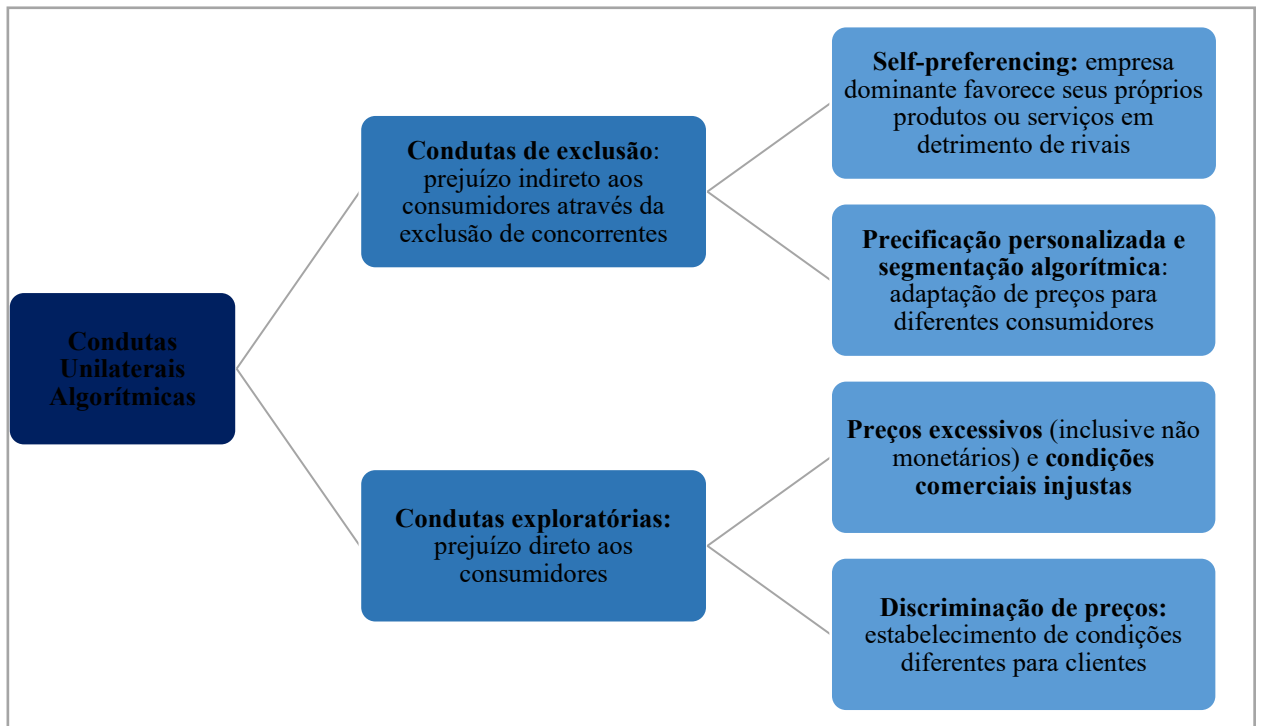 Condutas
Unilaterais
Algorítmicas
Condutas de exclusão:
prejuízo indireto aos
consumidores através da
exclusão de concorrentes
Self-preferencing: empresa
dominante favorece seus próprios
produtos ou serviços em
detrimento de rivais
Precificação personalizada e
segmentação algorítmica:
adaptação de preços para
diferentes consumidores
Condutas exploratórias:
prejuízo direto aos
consumidores
Preços excessivos (inclusive não
monetários) e condições
comerciais injustas
Discriminação de preços:
estabelecimento de condições
diferentes para clientes